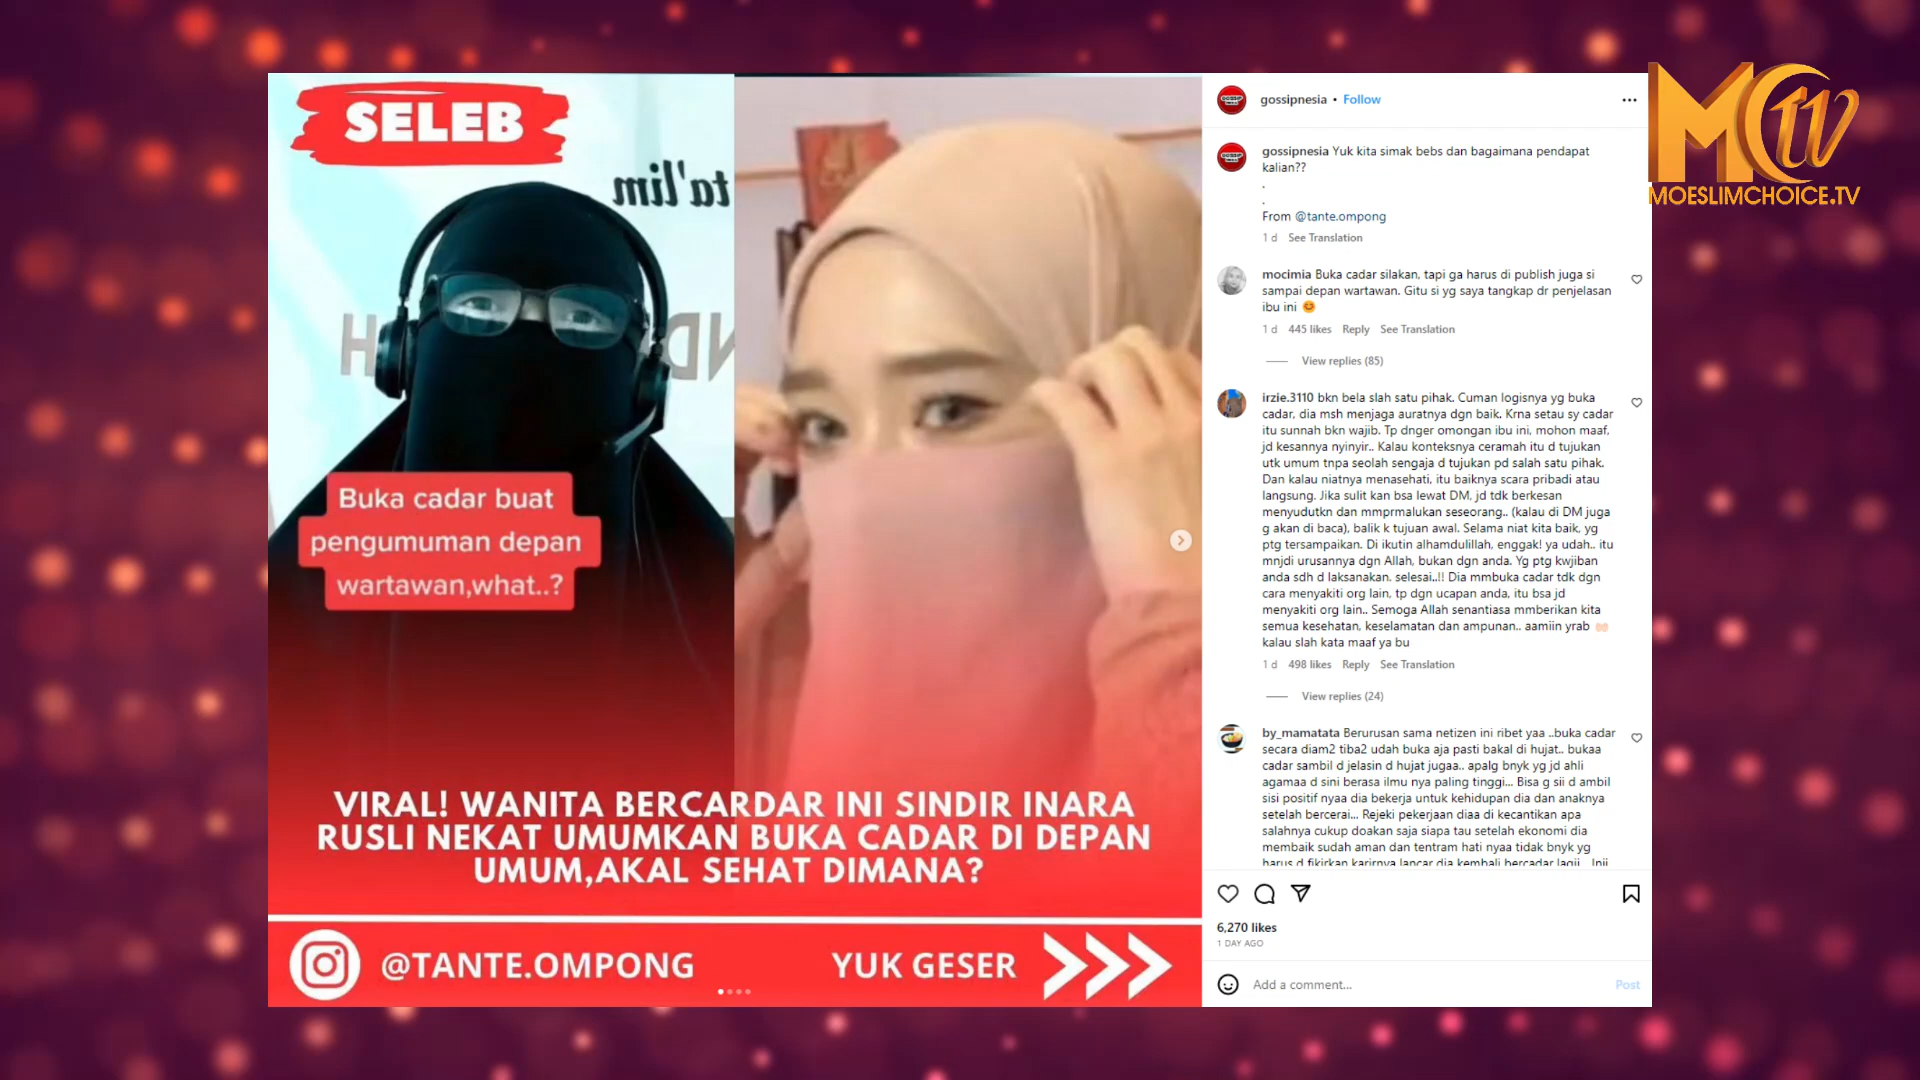 SELEB
ta'lim
Buka cadar buat
pengumuman depan
wartawan,what..?
VIRAL! WANITA BERCARDAR INI SINDIR INARA
RUSLI NEKAT UMUMKAN BUKA CADAR DI DEPAN
UMUM,AKAL SEHAT DIMANA?
@TANTE.OMPONG
YUK GESER
gossipnesia • Follow
gossipnesia Yuk kita simak bebs dan bagaimana pendapat
kalian??
.
.
From @tante.ompong
1 d See Translation
mocimia Buka cadar silakan, tapi ga harus di publish juga si
sampai depan wartawan. Gitu si yg saya tangkap dr penjelasan
ibu ini 😊
1 d 445 likes Reply See Translation
View replies (85)
irzie.3110 bkn bela slah satu pihak. Cuman logisnya yg buka
cadar, dia msh menjaga auratnya dgn baik. Krna setau sy cadar
itu sunnah bkn wajib. Tp dnger omongan ibu ini, mohon maaf,
jd kesannya nyinyir.. Kalau konteksnya ceramah itu d tujukan
utk umum tnpa seolah sengaja d tujukan pd salah satu pihak.
Dan kalau niatnya menasehati, itu baiknya scara pribadi atau
langsung. Jika sulit kan bsa lewat DM, jd tdk berkesan
menyudutkn dan mmprmalukan seseorang.. (kalau di DM juga
g akan di baca), balik k tujuan awal. Selama niat kita baik, yg
ptg tersampaikan. Di ikutin alhamdulillah, enggak! ya udah.. itu
mnjdi urusannya dgn Allah, bukan dgn anda. Yg ptg kwjiban
anda sdh d laksanakan. selesai..!! Dia mmbuka cadar tdk dgn
cara menyakiti org lain, tp dgn ucapan anda, itu bsa jd
menyakiti org lain.. Semoga Allah senantiasa mmberikan kita
semua kesehatan, keselamatan dan ampunan.. aamiin yrab 🤲
kalau slah kata maaf ya bu
1 d 498 likes Reply See Translation
View replies (24)
by_mamatata Berurusan sama netizen ini ribet yaa ..buka cadar
secara diam2 tiba2 udah buka aja pasti bakal di hujat.. bukaa
cadar sambil d jelasin d hujat jugaa.. apalg bnyk yg jd ahli
agamaa d sini berasa ilmu nya paling tinggi... Bisa g sii d ambil
sisi positif nyaa dia bekerja untuk kehidupan dia dan anaknya
setelah bercerai... Rejeki pekerjaan diaa di kecantikan apa
salahnya cukup doakan saja siapa tau setelah ekonomi dia
membaik sudah aman dan tentram hati nyaa tidak bnyk yg
harus d fikirkan karirnya lancar dia kembali bercadar lagii.. Inii
6,270 likes
1 DAY AGO
Add a comment...
Post
MCtv
MOESLIMCHOICE.TV